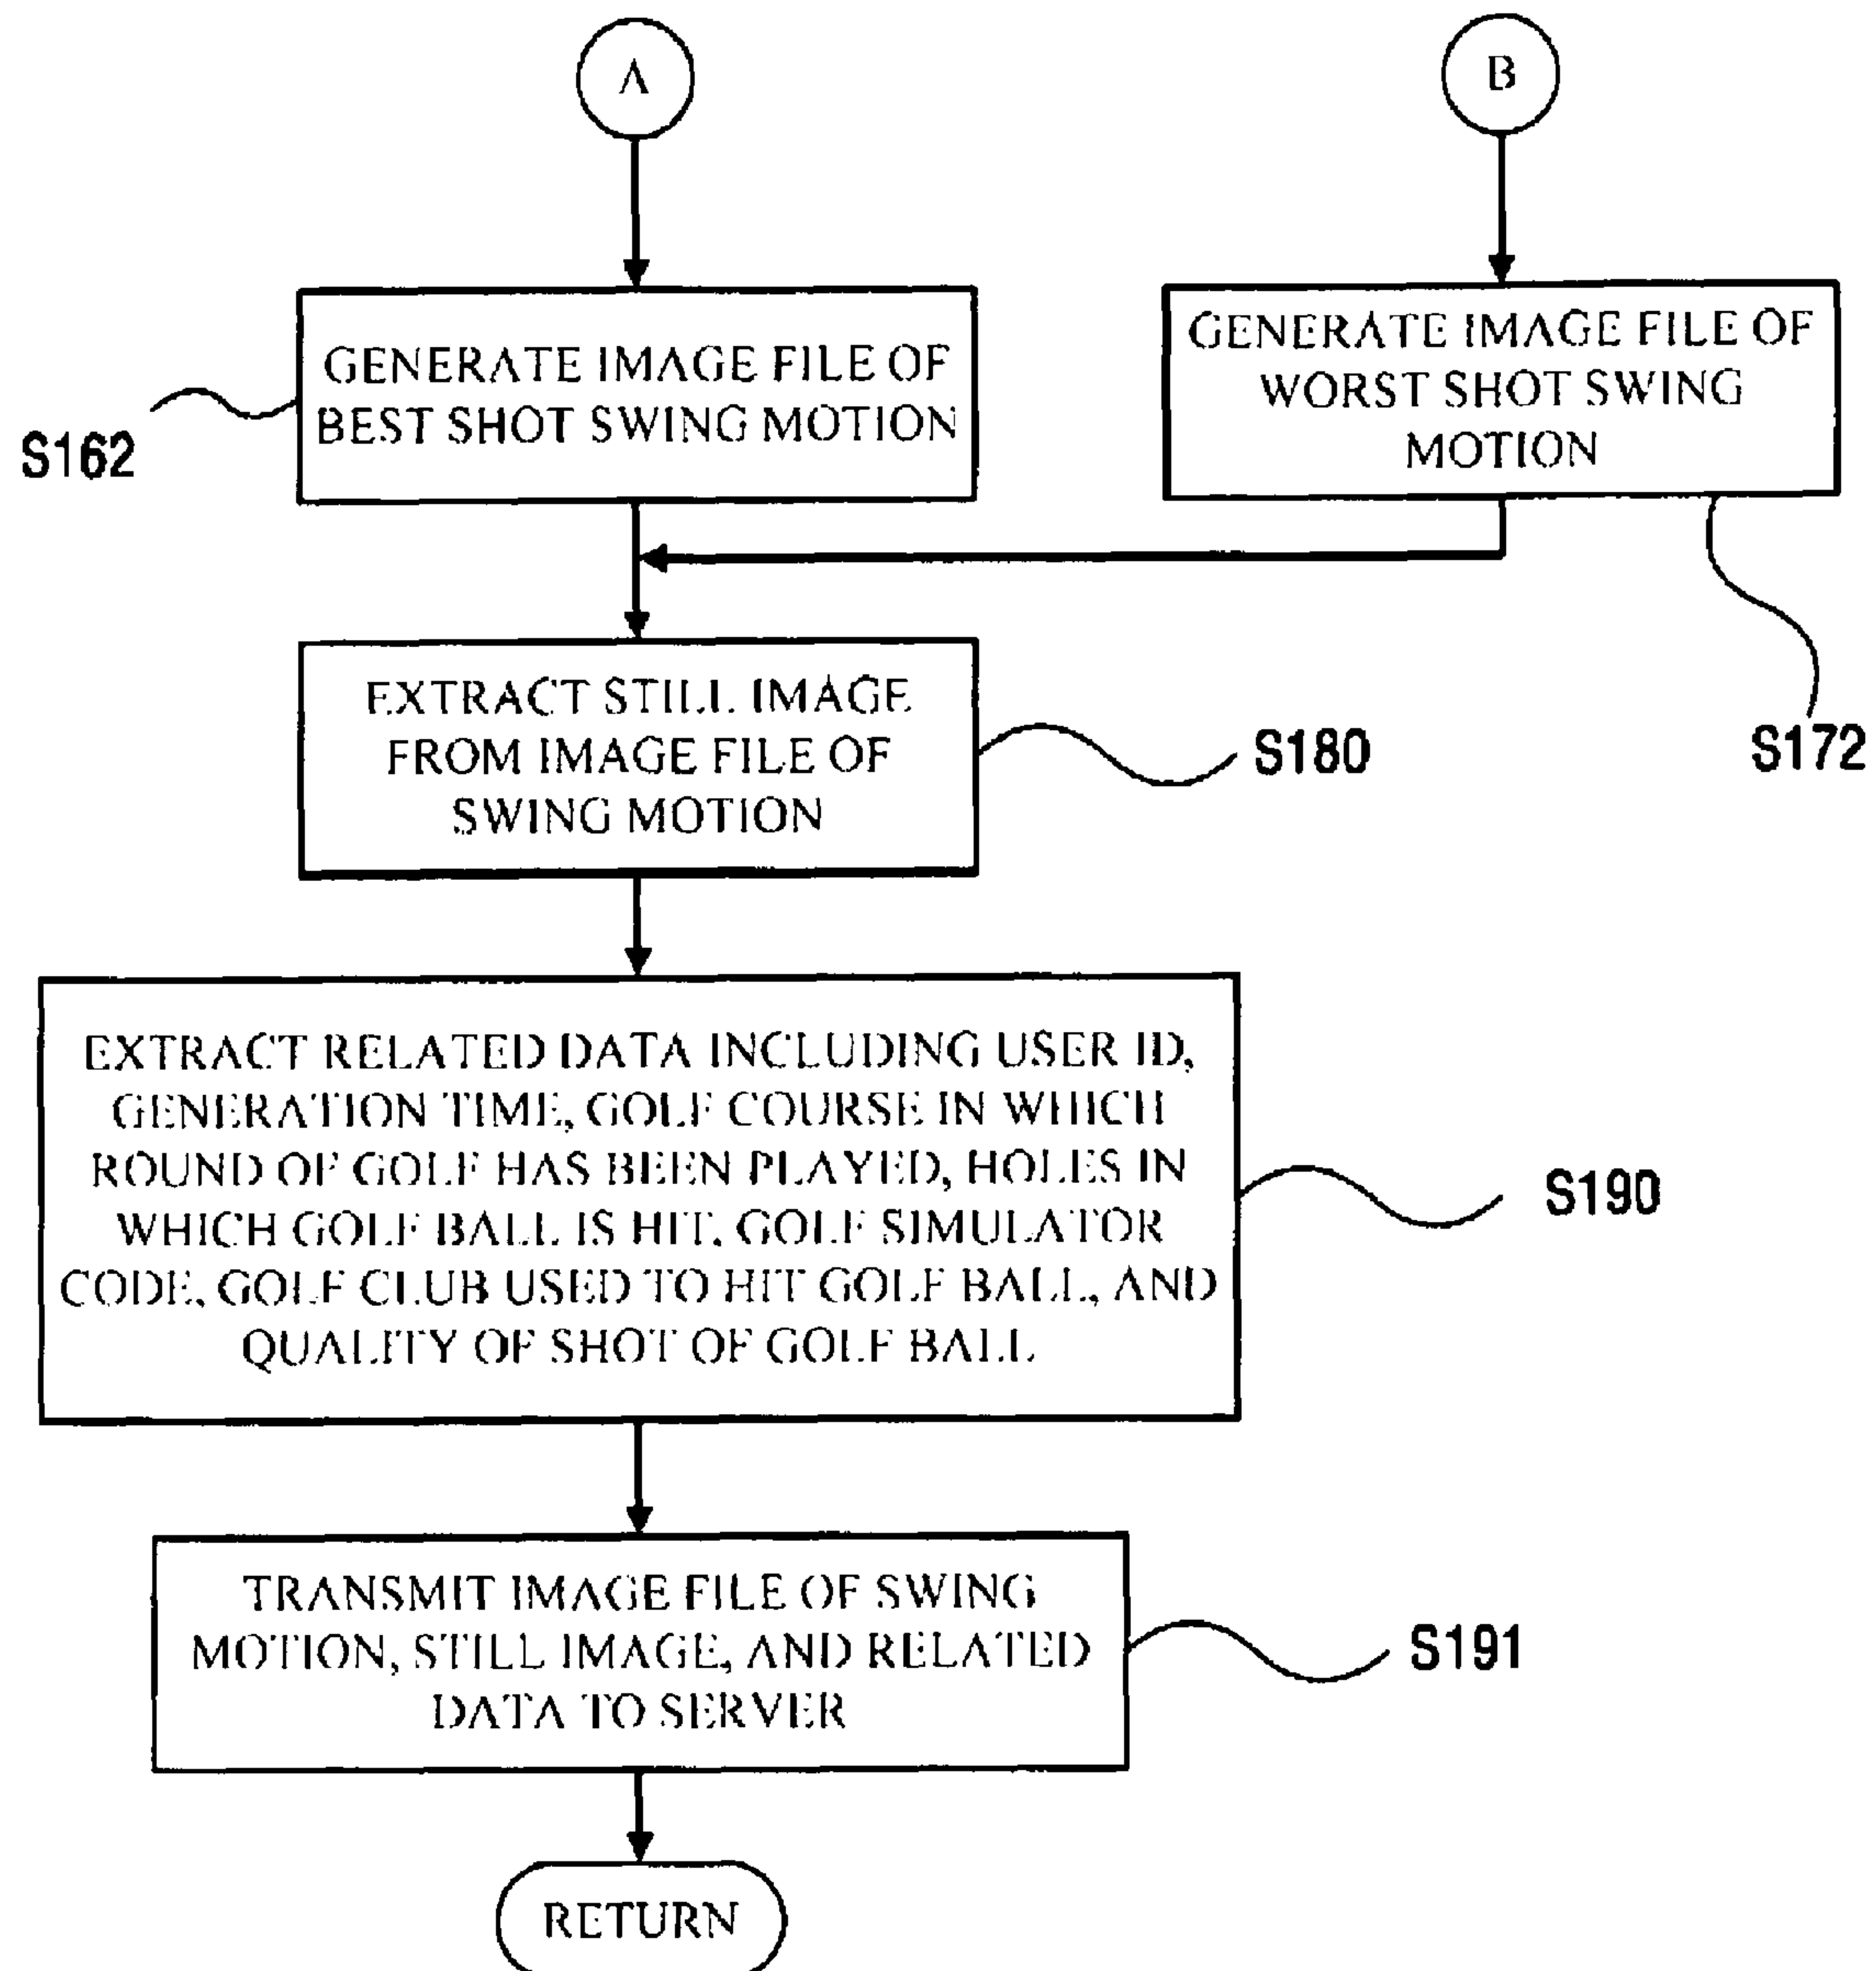 A
B
GENERATE IMAGE FILE OF
BEST SHOT SWING MOTION
S162
GENERATE IMAGE FILE OF
WORST SHOT SWING
MOTION
S172
EXTRACT STILL IMAGE
FROM IMAGE FILE OF
SWING MOTION
S180
EXTRACT RELATED DATA INCLUDING USER ID,
GENERATION TIME, GOLF COURSE IN WHICH
ROUND OF GOLF HAS BEEN PLAYED, HOLES IN
WHICH GOLF BALL IS HIT, GOLF SIMULATOR
CODE, GOLF CLUB USED TO HIT GOLF BALL, AND
QUALITY OF SHOT OF GOLF BALL
S190
TRANSMIT IMAGE FILE OF SWING
MOTION, STILL IMAGE, AND RELATED
DATA TO SERVER
S191
RETURN